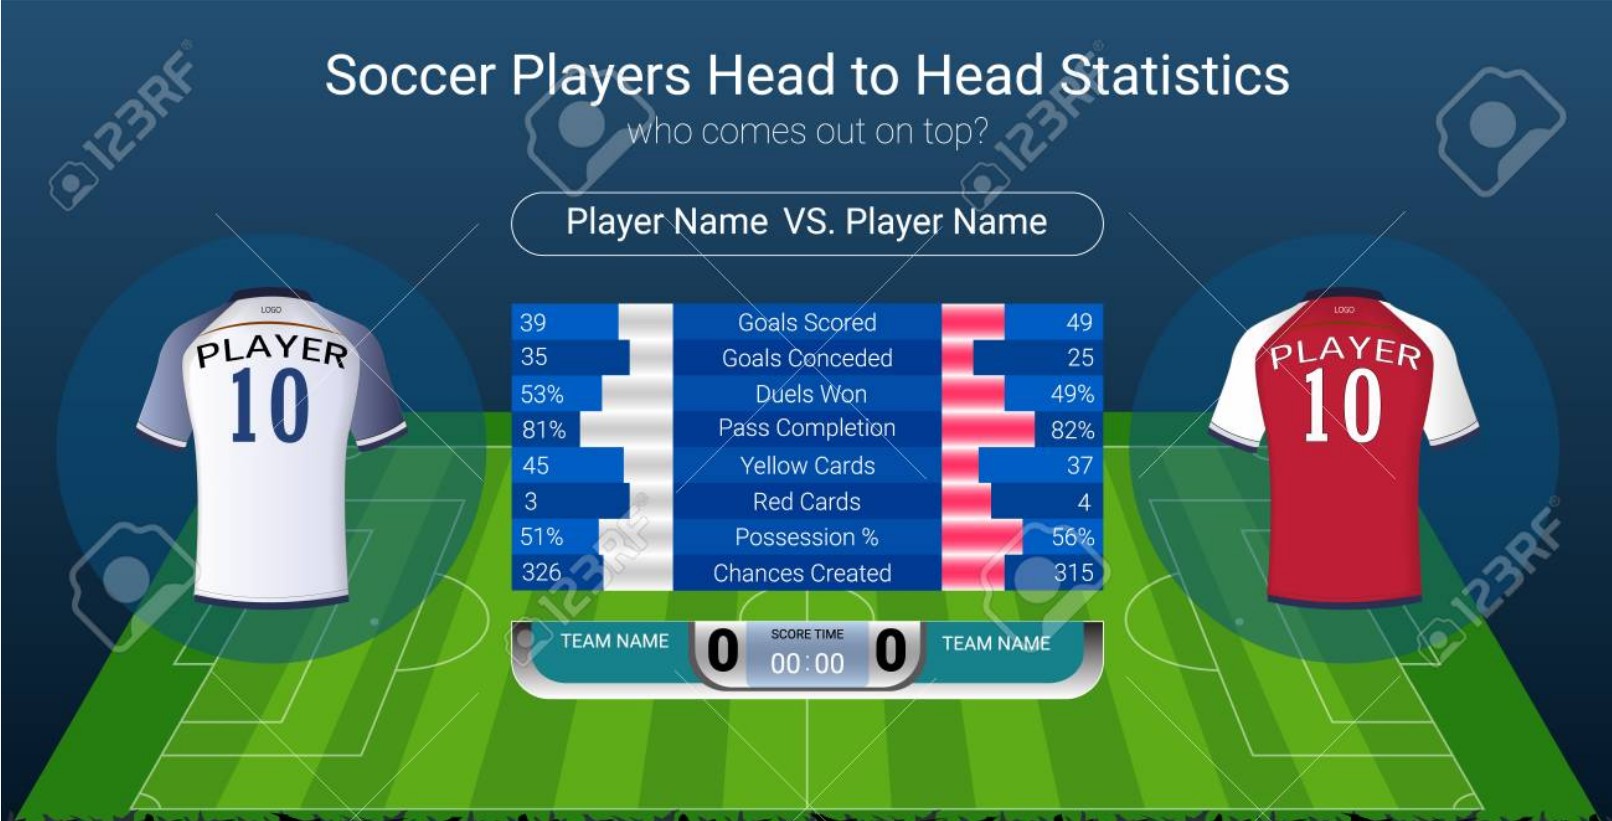 Soccer Players Head to Head Statistics
who comes out on top?
Player Name VS. Player Name
LOGO
PLAYER
10
39 Goals Scored 49
35 Goals Conceded 25
53% Duels Won 49%
81% Pass Completion 82%
45 Yellow Cards 37
3 Red Cards 4
51% Possession % 56%
326 Chances Created 315
LOGO
PLAYER
10
TEAM NAME 0 SCORE TIME 0 TEAM NAME
00:00
123RF
123RF
123RF
123RF